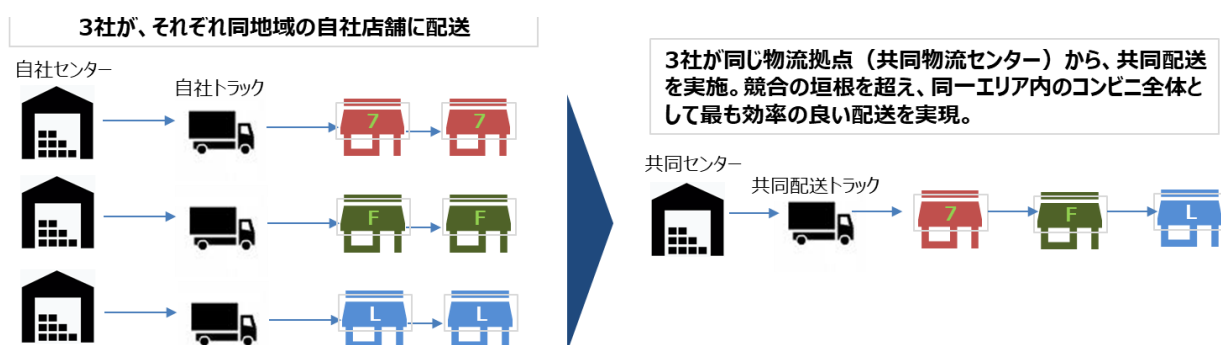 3社が、それぞれ同地域の自社店舗に配送
自社センター
自社トラック
7 7
F F
L L
3社が同じ物流拠点（共同物流センター）から、共同配送
を実施。競合の垣根を超え、同一エリア内のコンビニ全体と
して最も効率の良い配送を実現。
共同センター
共同配送トラック
7 F L